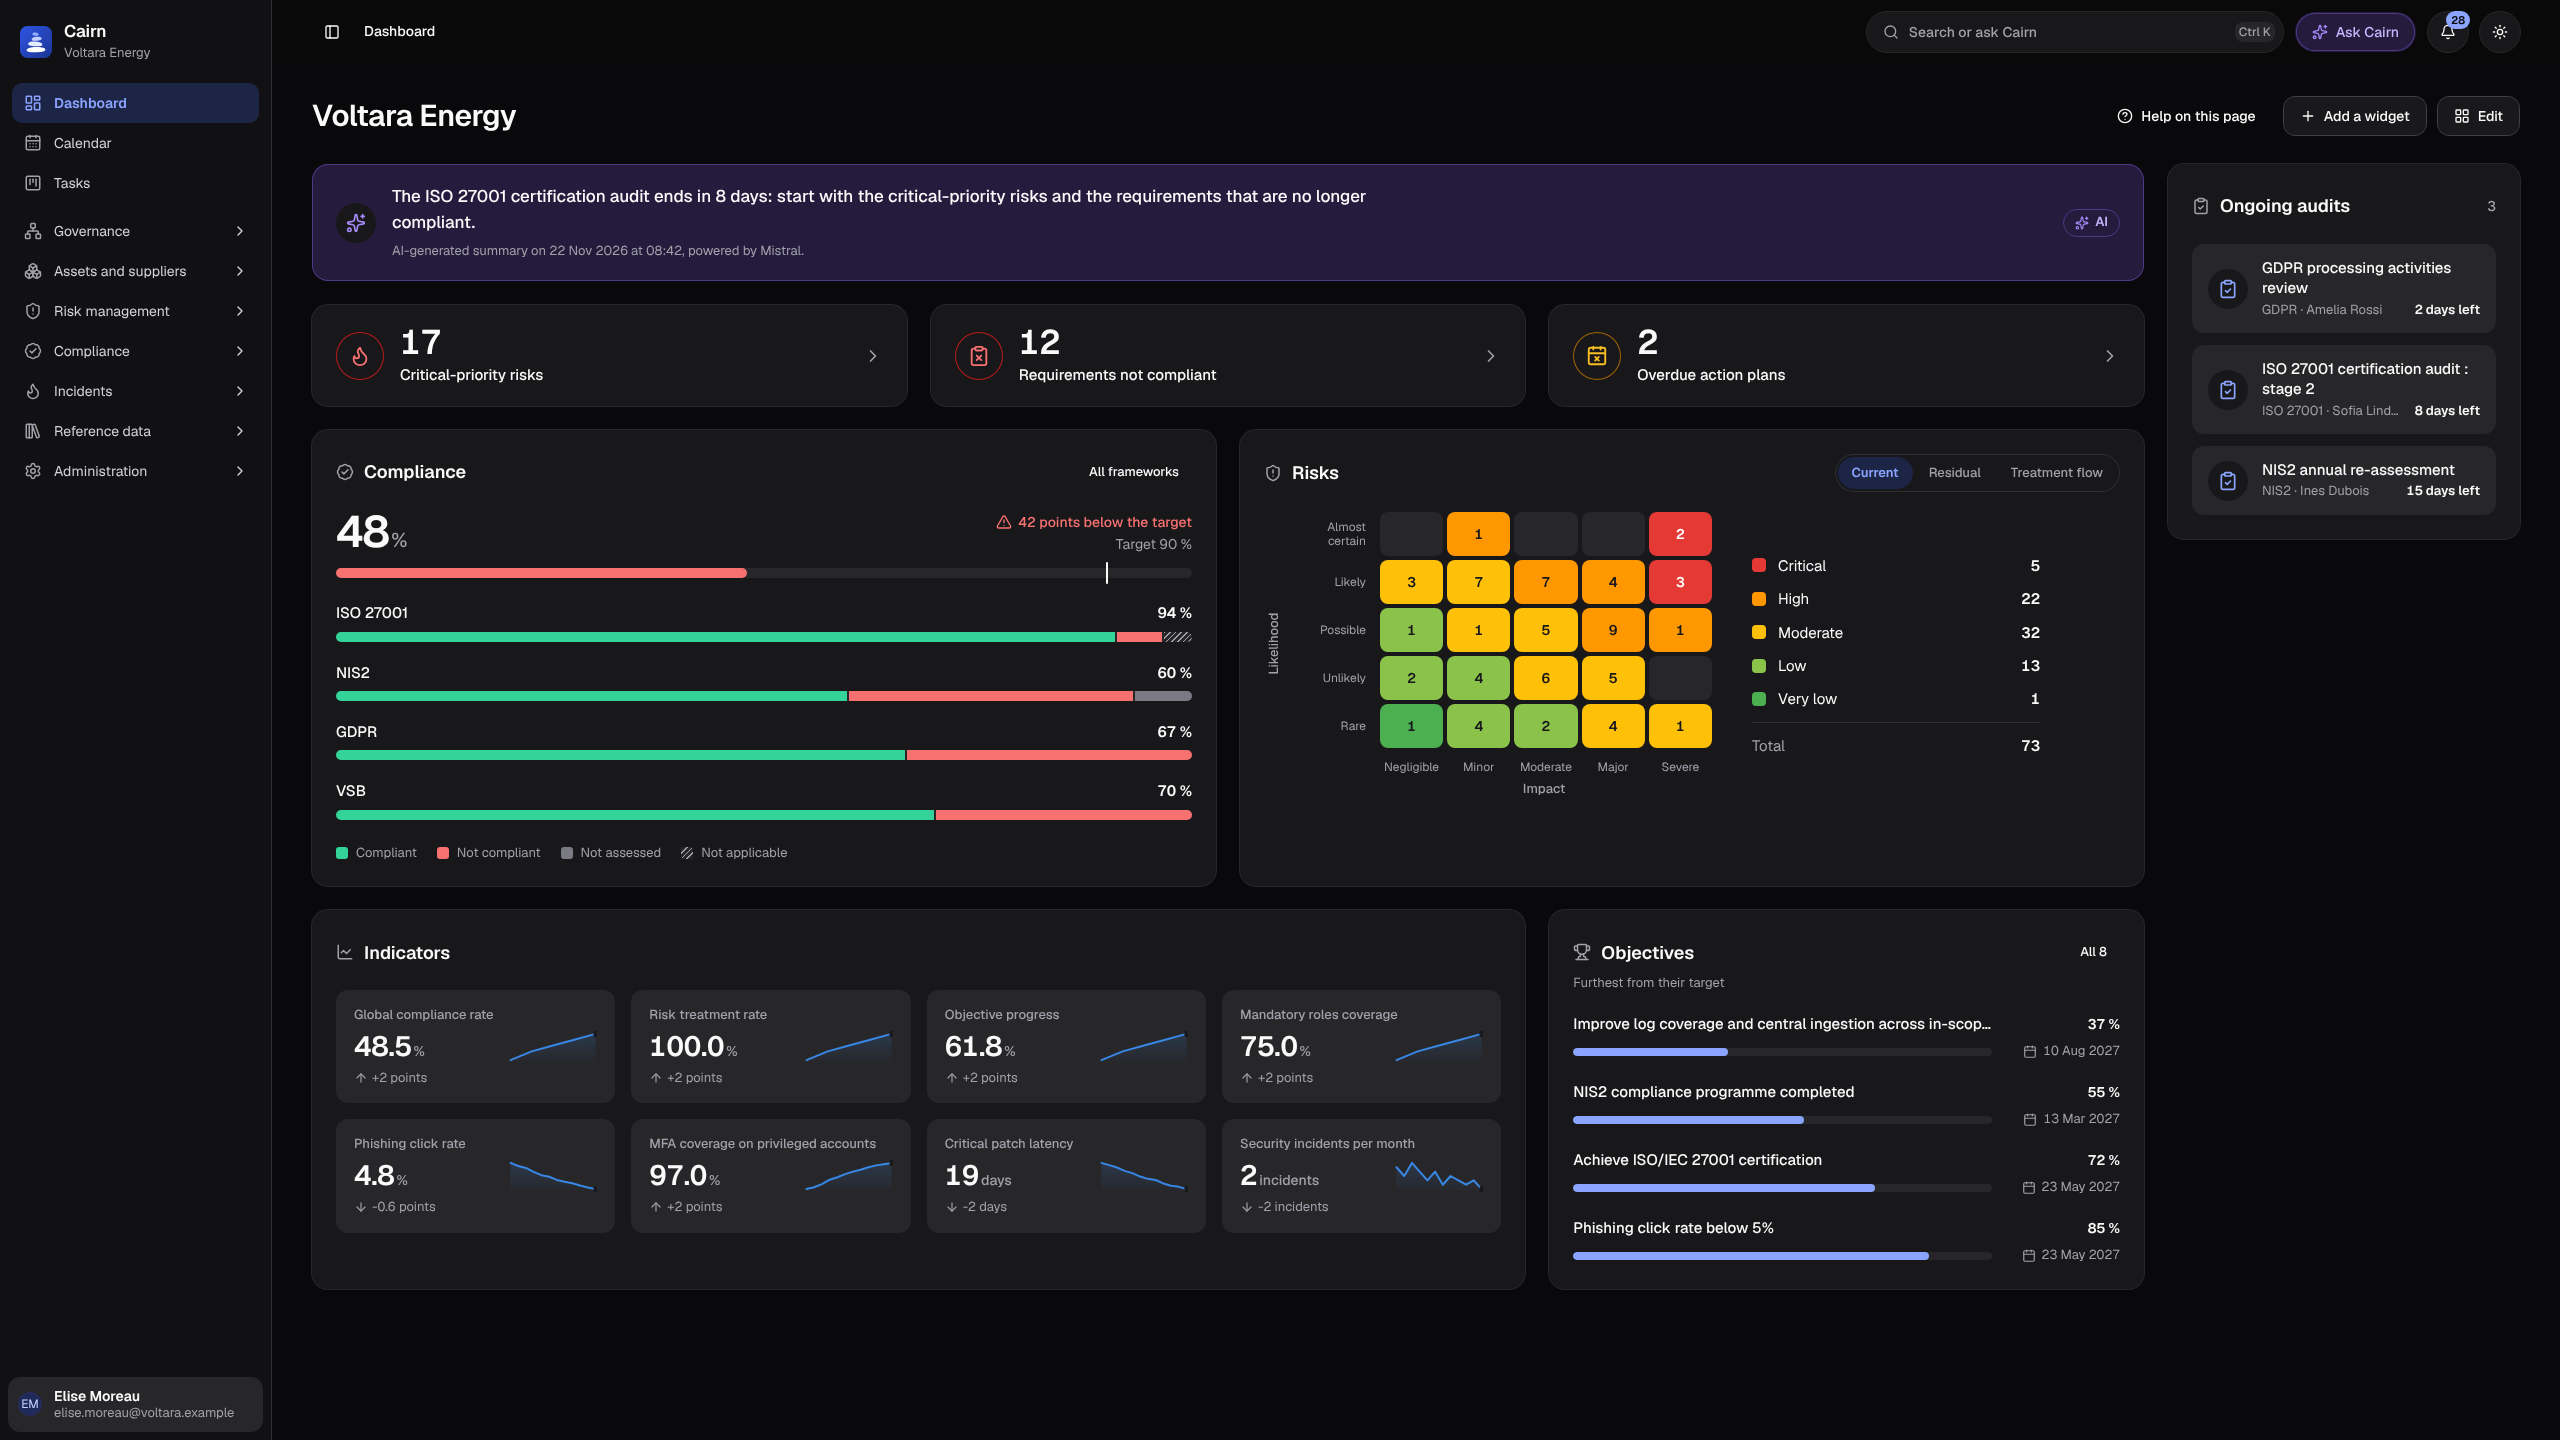 Cairn
Voltara Energy
Dashboard
Calendar
Tasks
Governance
Assets and suppliers
Risk management
Compliance
Incidents
Reference data
Administration
EM
Elise Moreau
elise.moreau@voltara.example
Dashboard
Search or ask Cairn
Ctrl K
Ask Cairn
28
Voltara Energy
Help on this page
Add a widget
Edit
The ISO 27001 certification audit ends in 8 days: start with the critical-priority risks and the requirements that are no longer
compliant.
AI-generated summary on 22 Nov 2026 at 08:42, powered by Mistral.
AI
17
Critical-priority risks
12
Requirements not compliant
2
Overdue action plans
Ongoing audits
3
GDPR processing activities
review
GDPR · Amelia Rossi
2 days left
ISO 27001 certification audit :
stage 2
ISO 27001 · Sofia Lind...
8 days left
NIS2 annual re-assessment
NIS2 · Ines Dubois
15 days left
Compliance
All frameworks
48%
42 points below the target
Target 90 %
ISO 27001
94 %
NIS2
60 %
GDPR
67 %
VSB
70 %
Compliant
Not compliant
Not assessed
Not applicable
Risks
Current
Residual
Treatment flow
Likelihood
Almost
certain
1
2
Likely
3
7
7
4
3
Possible
1
1
5
9
1
Unlikely
2
4
6
5
Rare
1
4
2
4
1
Negligible
Minor
Moderate
Major
Severe
Impact
Critical
5
High
22
Moderate
32
Low
13
Very low
1
Total
73
Indicators
Global compliance rate
48.5%
+2 points
Risk treatment rate
100.0%
+2 points
Objective progress
61.8%
+2 points
Mandatory roles coverage
75.0%
+2 points
Phishing click rate
4.8%
-0.6 points
MFA coverage on privileged accounts
97.0%
+2 points
Critical patch latency
19 days
-2 days
Security incidents per month
2 incidents
-2 incidents
Objectives
All 8
Furthest from their target
Improve log coverage and central ingestion across in-scop...
37 %
10 Aug 2027
NIS2 compliance programme completed
55 %
13 Mar 2027
Achieve ISO/IEC 27001 certification
72 %
23 May 2027
Phishing click rate below 5%
85 %
23 May 2027